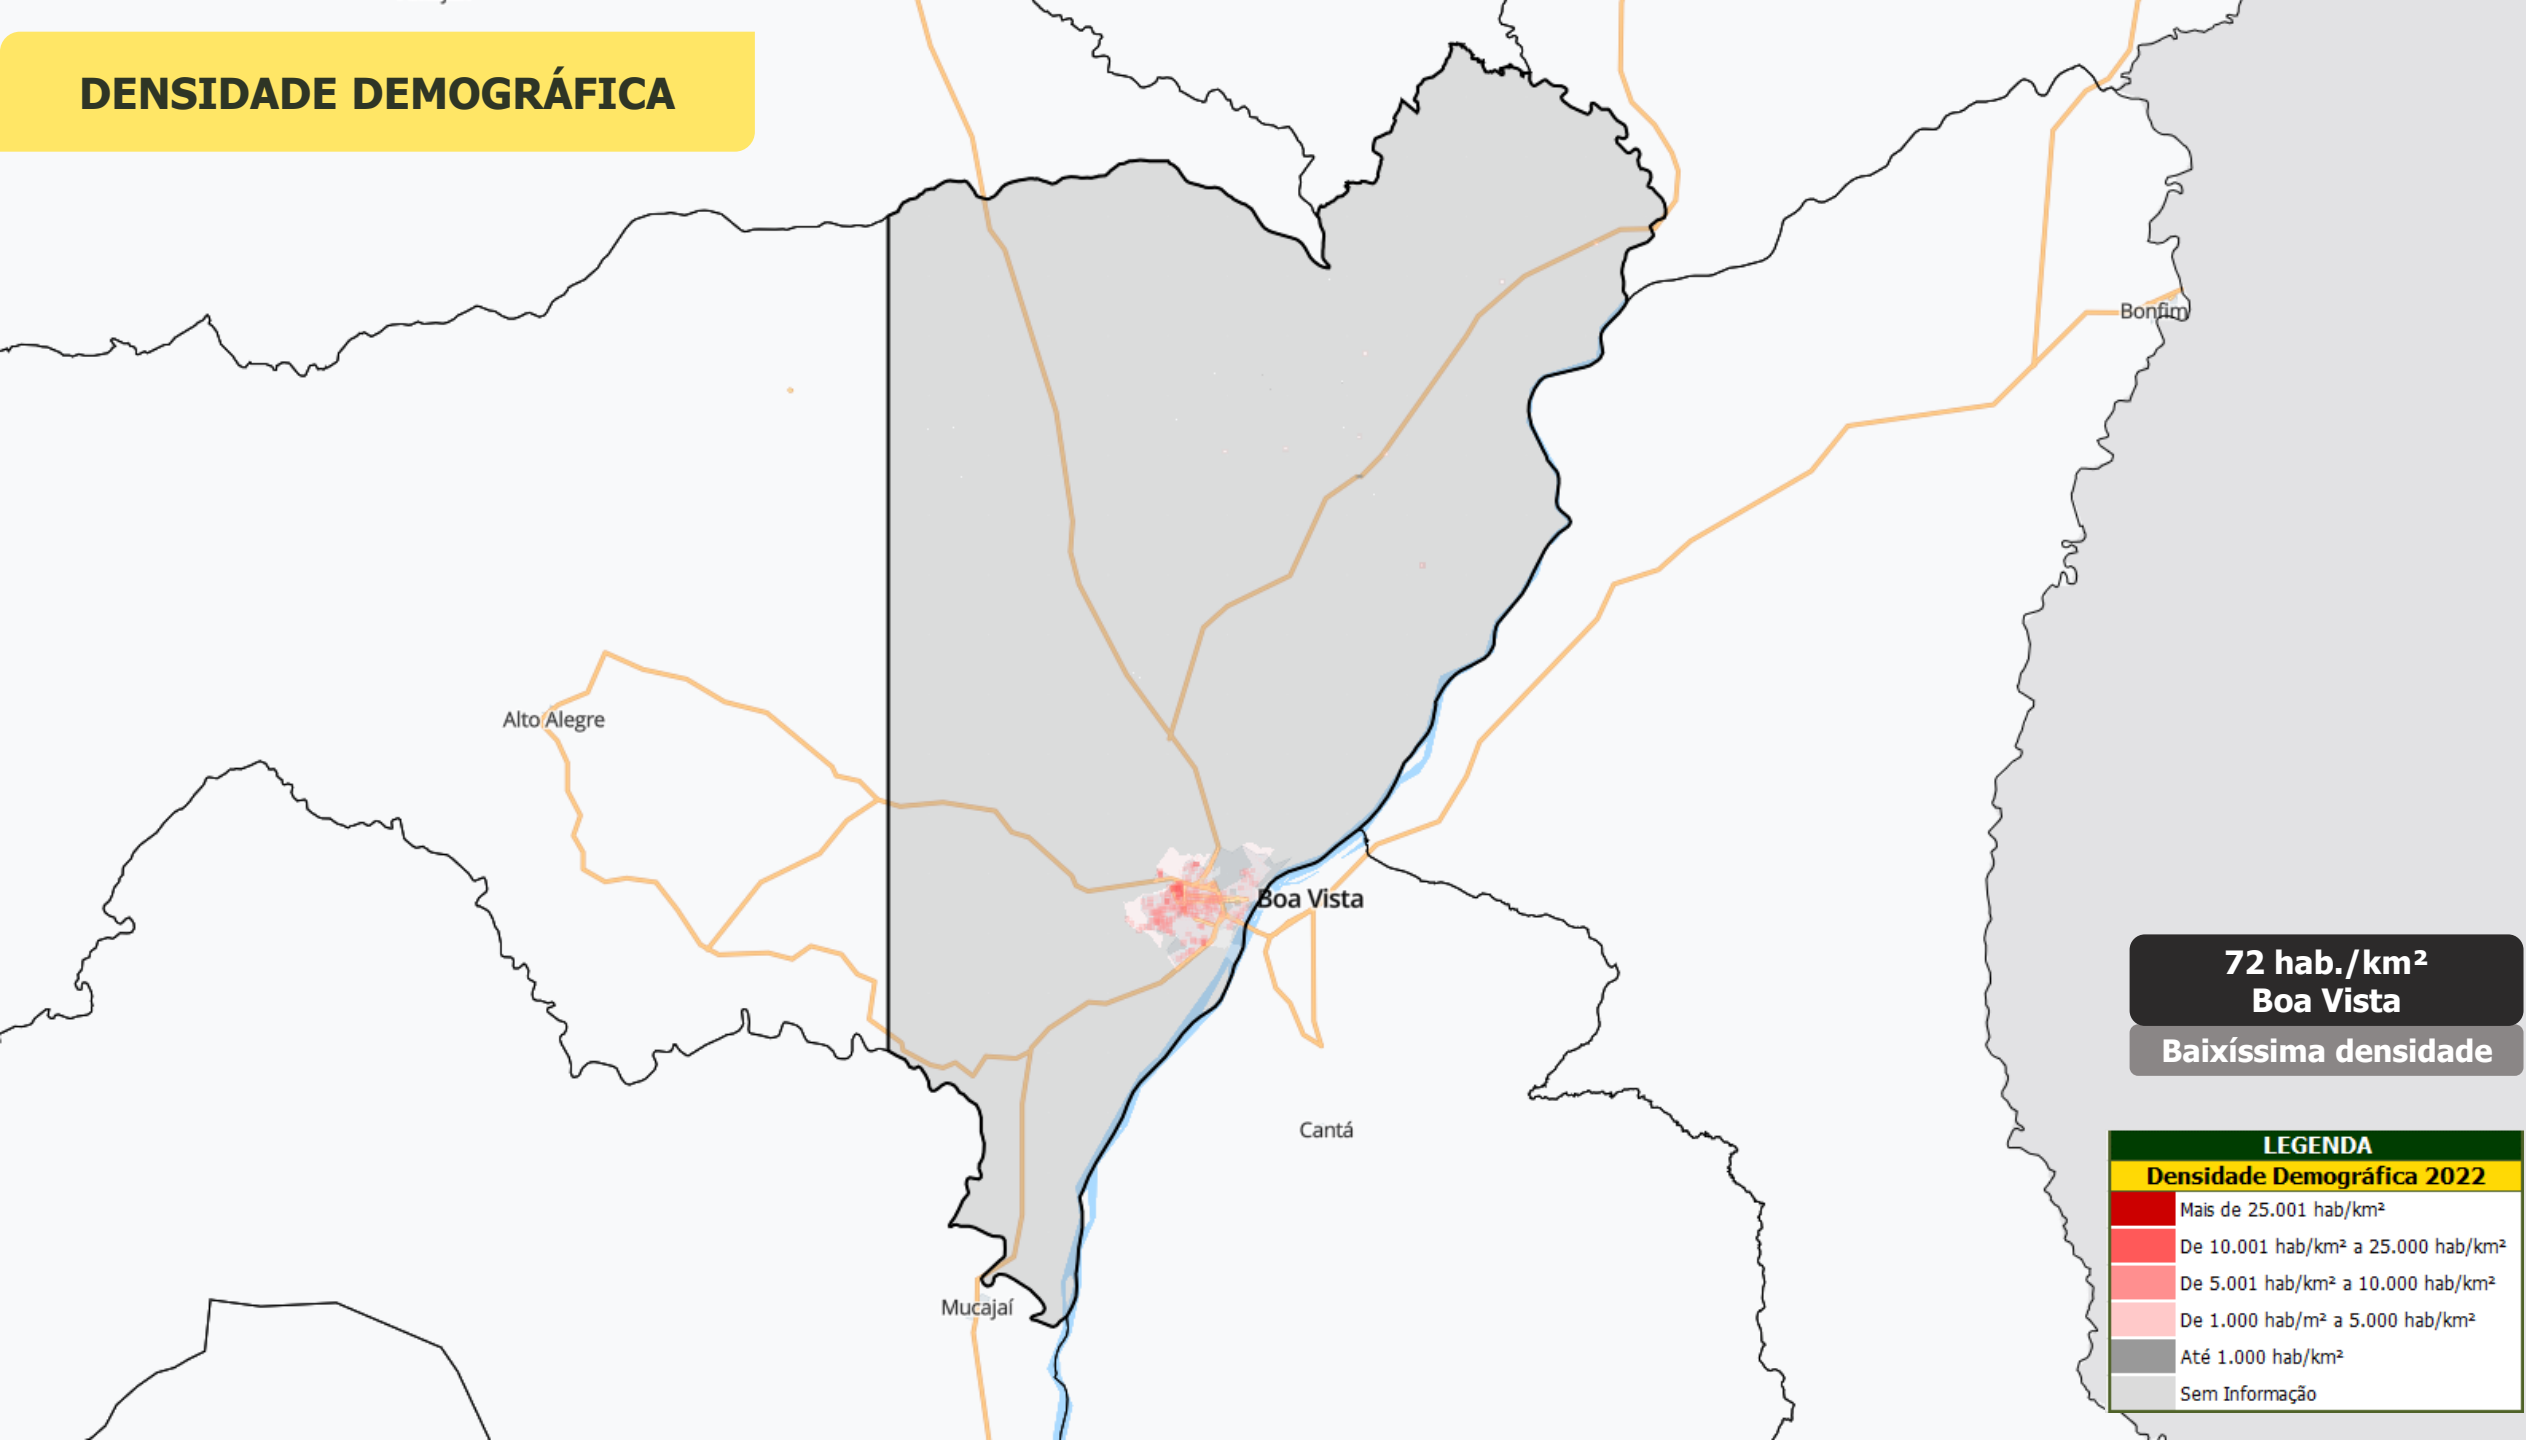 DENSIDADE DEMOGRÁFICA
Bonfim
Alto Alegre
Boa Vista
72 hab./km²
Boa Vista
Baixíssima densidade
Cantá
Mucajaí
LEGENDA
Densidade Demográfica 2022
Mais de 25.001 hab/km²
De 10.001 hab/km² a 25.000 hab/km²
De 5.001 hab/km² a 10.000 hab/km²
De 1.000 hab/m² a 5.000 hab/km²
Até 1.000 hab/km²
Sem Informação